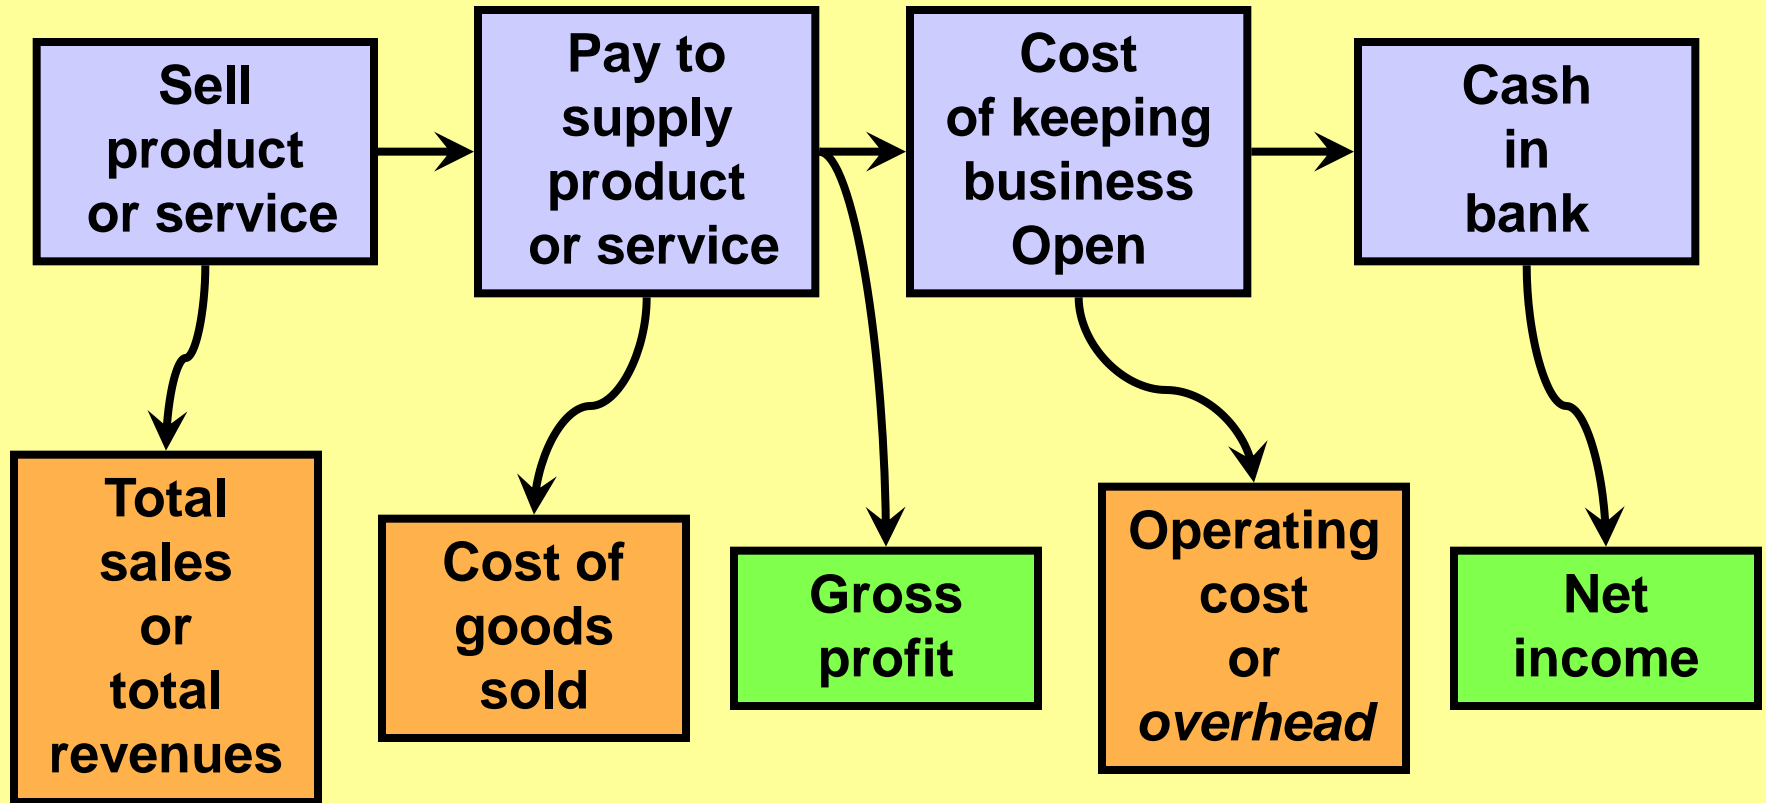 Sell
product
or service
Pay to
supply
product
or service
Cost
of keeping
business
Open
Cash
in
bank
Total
sales
or
total
revenues
Cost of
goods
sold
Gross
profit
Operating
cost
or
overhead
Net
income